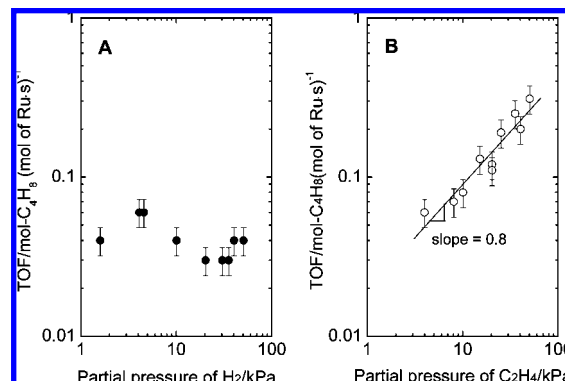 A
B
TOF/mol-C₄H₈ (mol of Ru·s)⁻¹
1
0.1
0.01
1
10
100
Partial pressure of H₂/kPa
TOF/mol-C4H8(mol of Ru·s)⁻¹
1
0.1
0.01
slope = 0.8
1
10
100
Partial pressure of C2H4/kPa